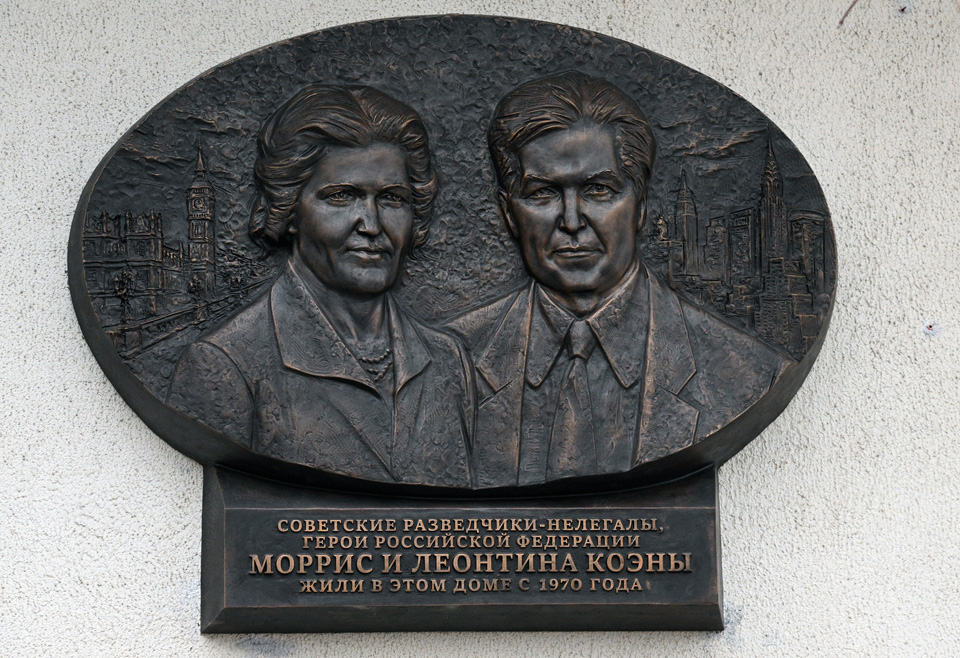 СОВЕТСКИЕ РАЗВЕДЧИКИ-НЕЛЕГАЛЫ,
ГЕРОИ РОССИЙСКОЙ ФЕДЕРАЦИИ
МОРРИС И ЛЕОНТИНА КОЭНЫ
ЖИЛИ В ЭТОМ ДОМЕ С 1970 ГОДА